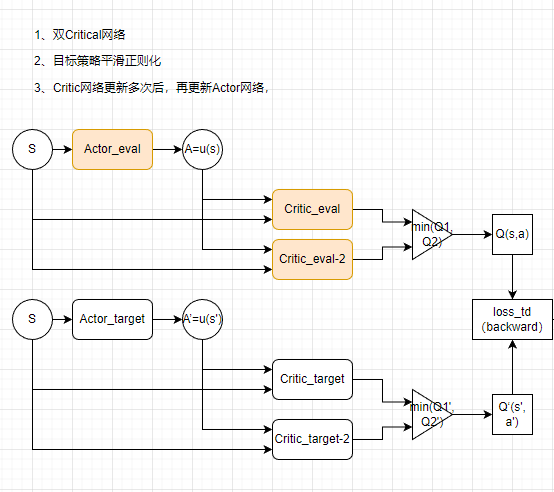 1、双Critical网络
2、目标策略平滑正则化
3、Critic网络更新多次后，再更新Actor网络，
S
Actor_eval
A=u(s)
Critic_eval
Critic_eval-2
min(Q1,
Q2)
Q(s,a)
loss_td
（backward）
S
Actor_target
A'=u(s')
Critic_target
Critic_target-2
min(Q1',
Q2')
Q'(s',
a')